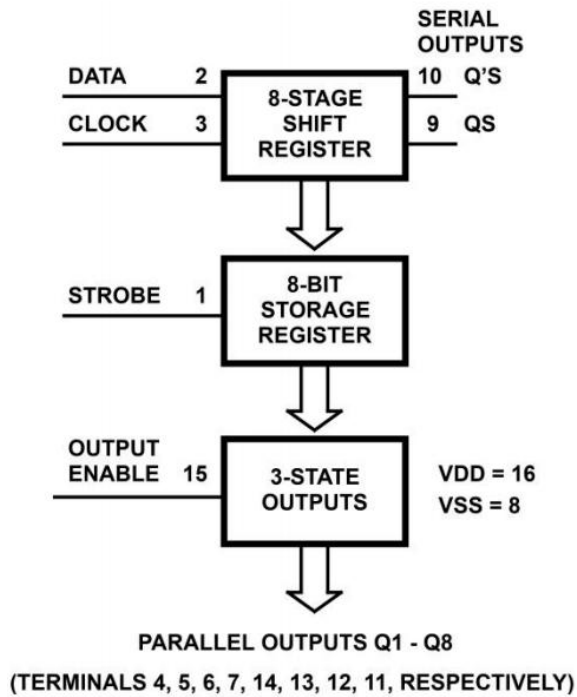 SERIAL
OUTPUTS
DATA 2
10 Q'S
CLOCK 3
9 QS
8-STAGE
SHIFT
REGISTER
STROBE 1
8-BIT
STORAGE
REGISTER
OUTPUT
ENABLE 15
3-STATE
OUTPUTS
VDD = 16
VSS = 8
PARALLEL OUTPUTS Q1 - Q8
(TERMINALS 4, 5, 6, 7, 14, 13, 12, 11, RESPECTIVELY)